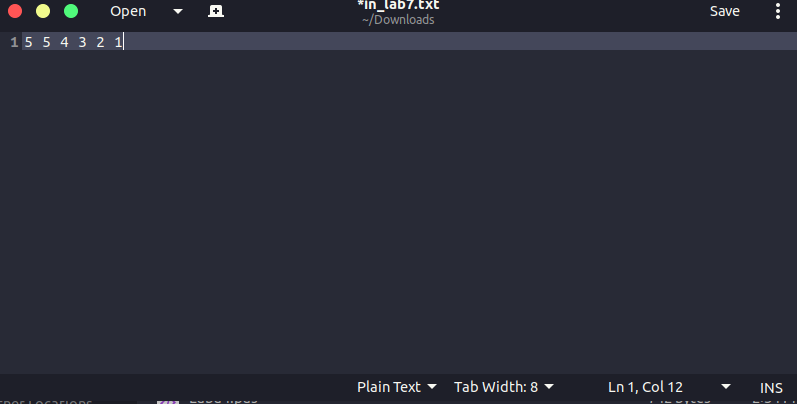 Open
*in_lab7.txt
~/Downloads
Save
1 5 5 4 3 2 1
Plain Text
Tab Width: 8
Ln 1, Col 12
INS